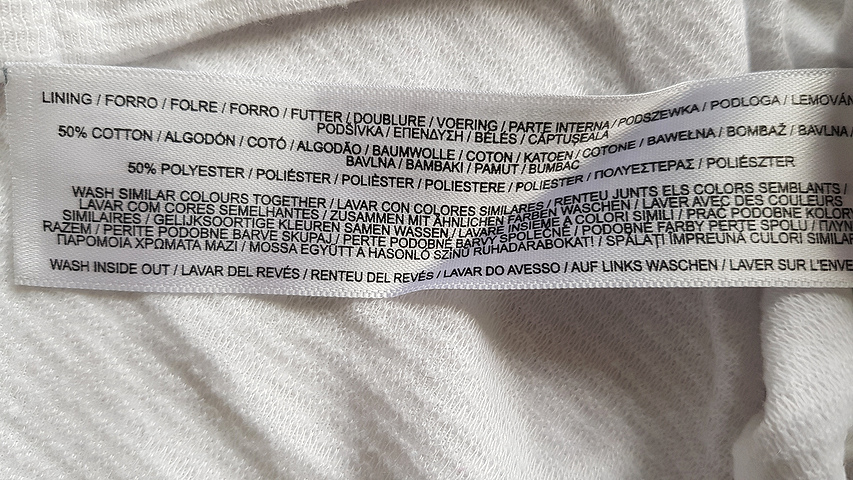 LINING / FORRO / FOLRE / FORRO / FUTTER / DOUBLURE / VOERING / PARTE INTERNA / PODSZEWKA / PODLOGA / LEMOVÁN
PODŠÍVKA / ΕΠΕΝΔΥΣΗ / BÉLÉS / CĂPTUȘEALA
50% COTTON / ALGODÓN / COTÓ / ALGODÃO / BAUMWOLLE / COTON / KATOEN / COTONE / BAWEŁNA / BOMBAŽ / BAVLNA /
BAVLNA / BAMBAKI / PAMUT / BUMBAC
50% POLYESTER / POLIÉSTER / POLIÈSTER / POLIESTERE / POLIESTER / ΠΟΛΥΕΣΤΕΡΑΣ / POLIÉSZTER
WASH SIMILAR COLOURS TOGETHER / LAVAR CON COLORES SIMILARES / RENTEU JUNTS ELS COLORS SEMBLANTS /
LAVAR COM CORES SEMELHANTES / ZUSAMMEN MIT ÄHNLICHEN FARBEN WASCHEN / LAVER AVEC DES COULEURS
SIMILAIRES / GELIJKSOORTIGE KLEUREN SAMEN WASSEN / LAVARE INSIEME A COLORI SIMILI / PRAĆ PODOBNE KOLORY
RAZEM / PERITE PODOBNE BARVE SKUPAJ / PERTE PODOBNÉ BARVY SPOLEČNĚ / PODOBNÉ FARBY PERTE SPOLU / ΠΛΥΝ
ΠΑΡΟΜΟΙΑ ΧΡΩΜΑΤΑ ΜΑΖΙ / MOSSA EGYÜTT A HASONLÓ SZÍNŰ RUHADARABOKAT! / SPĂLAȚI ÎMPREUNĂ CULORI SIMILAR
WASH INSIDE OUT / LAVAR DEL REVÉS / RENTEU DEL REVÉS / LAVAR DO AVESSO / AUF LINKS WASCHEN / LAVER SUR L'ENVE